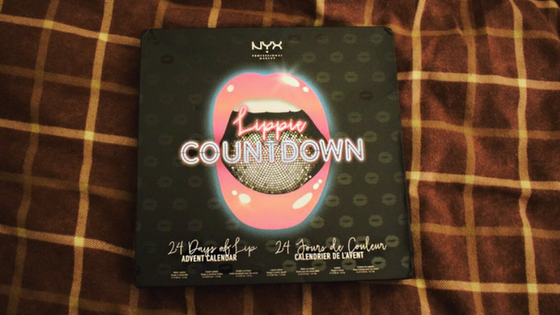 NYX
PROFESSIONAL MAKEUP
Lippie
COUNTDOWN
24 Days of Lip
ADVENT CALENDAR
24 Jours de Couleur
CALENDRIER DE L'AVENT